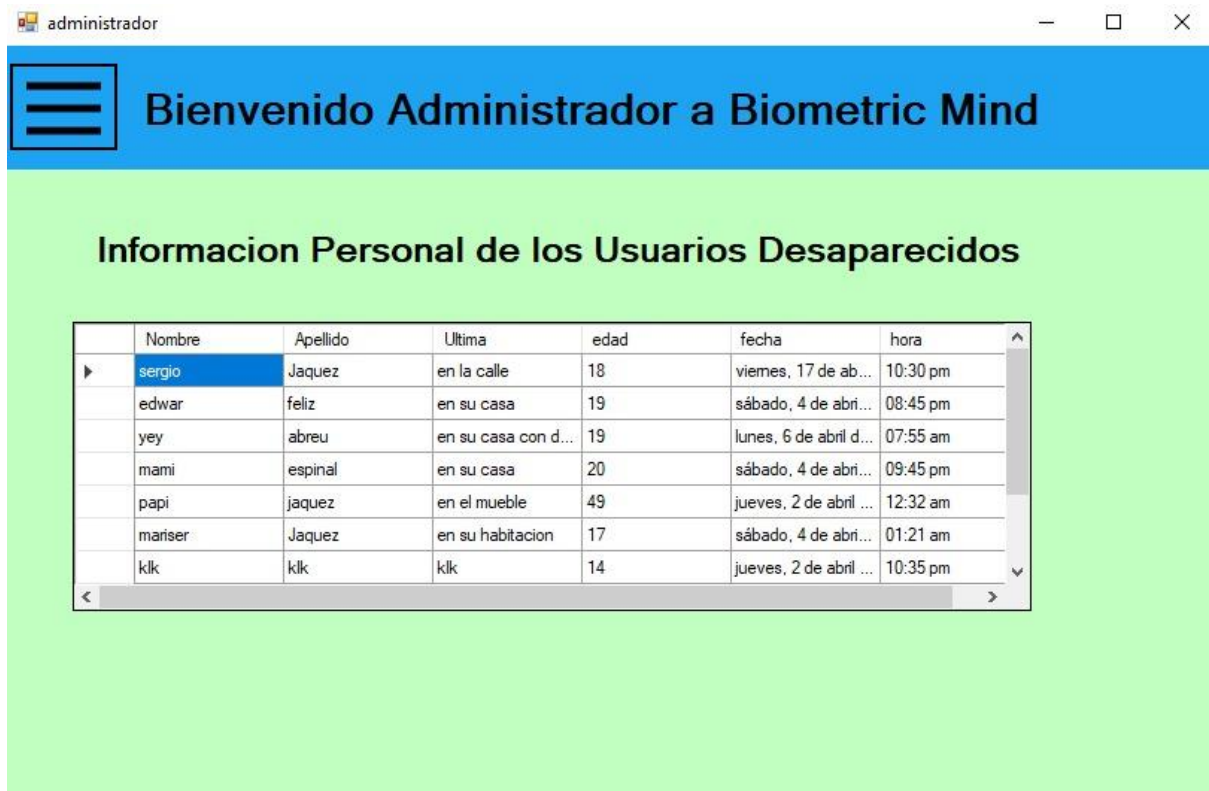 administrador
Bienvenido Administrador a Biometric Mind
Informacion Personal de los Usuarios Desaparecidos
Nombre Apellido Ultima edad fecha hora
sergio Jaquez en la calle 18 viernes, 17 de ab... 10:30 pm
edwar feliz en su casa 19 sábado, 4 de abri... 08:45 pm
yey abreu en su casa con d... 19 lunes, 6 de abril d... 07:55 am
mami espinal en su casa 20 sábado, 4 de abri... 09:45 pm
papi jaquez en el mueble 49 jueves, 2 de abril ... 12:32 am
mariser Jaquez en su habitacion 17 sábado, 4 de abri... 01:21 am
klk klk klk 14 jueves, 2 de abril ... 10:35 pm